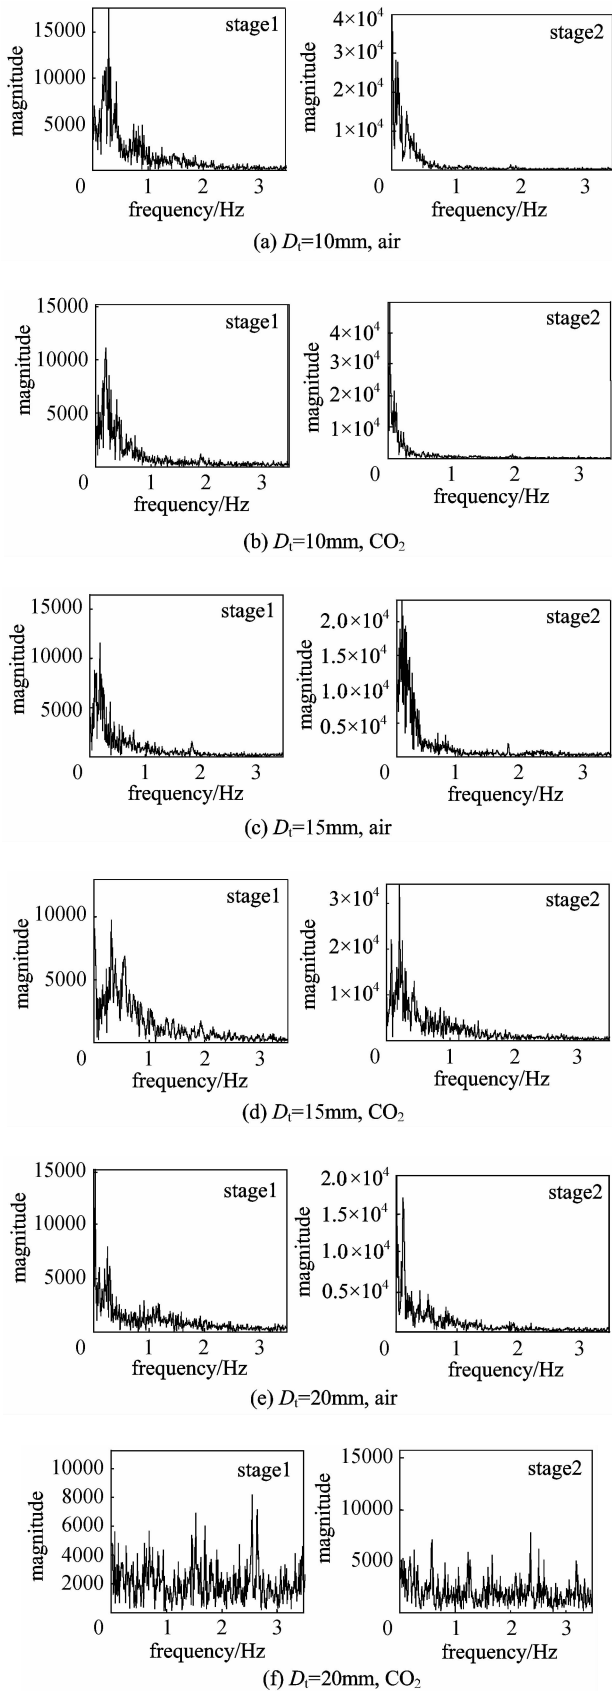 stage1
magnitude
15000
10000
5000
0 1 2 3
frequency/Hz
stage2
magnitude
4×10⁴
3×10⁴
2×10⁴
1×10⁴
0 1 2 3
frequency/Hz
(a) Dₜ=10mm, air
stage1
magnitude
15000
10000
5000
0 1 2 3
frequency/Hz
stage2
magnitude
4×10⁴
3×10⁴
2×10⁴
1×10⁴
0 1 2 3
frequency/Hz
(b) Dₜ=10mm, CO₂
stage1
magnitude
15000
10000
5000
0 1 2 3
frequency/Hz
stage2
magnitude
2.0×10⁴
1.5×10⁴
1.0×10⁴
0.5×10⁴
0 1 2 3
frequency/Hz
(c) Dₜ=15mm, air
stage1
magnitude
10000
5000
0 1 2 3
frequency/Hz
stage2
magnitude
3×10⁴
2×10⁴
1×10⁴
0 1 2 3
frequency/Hz
(d) Dₜ=15mm, CO₂
stage1
magnitude
15000
10000
5000
0 1 2 3
frequency/Hz
stage2
magnitude
2.0×10⁴
1.5×10⁴
1.0×10⁴
0.5×10⁴
0 1 2 3
frequency/Hz
(e) Dₜ=20mm, air
stage1
magnitude
10000
8000
6000
4000
2000
0 1 2 3
frequency/Hz
stage2
magnitude
15000
10000
5000
0 1 2 3
frequency/Hz
(f) Dₜ=20mm, CO₂